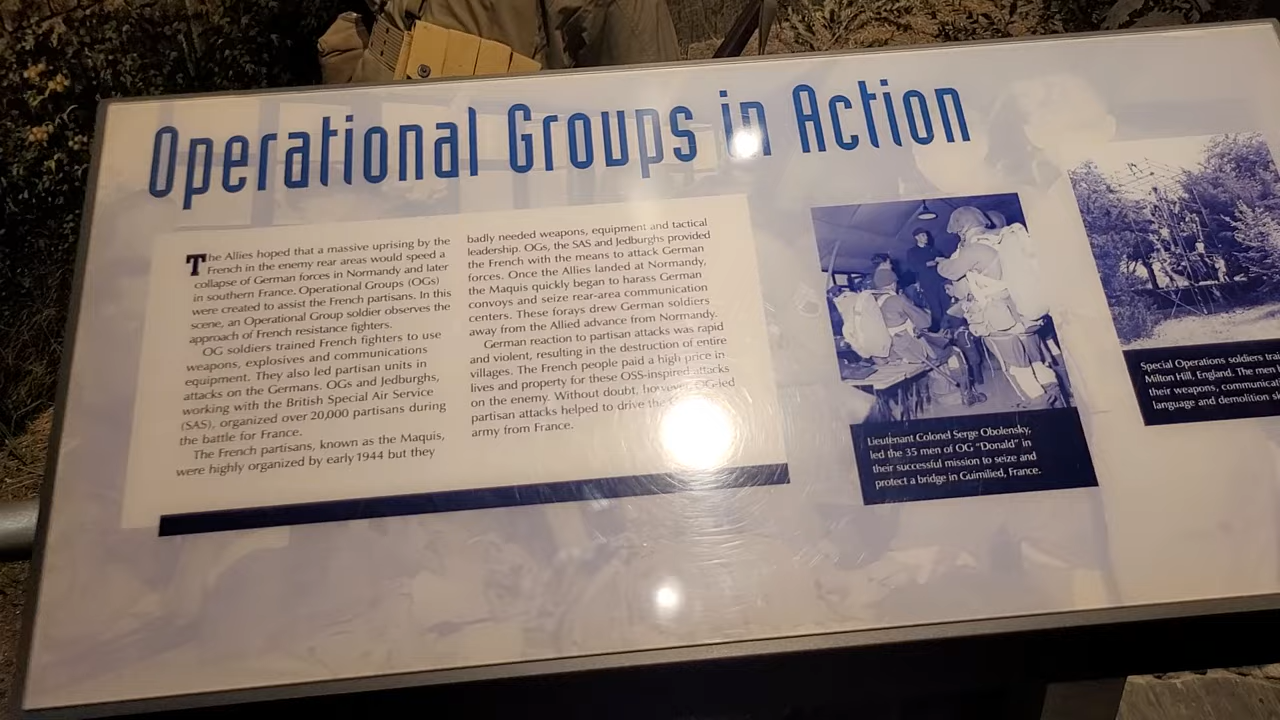 Operational Groups in Action
The Allies hoped that a massive uprising by the
French in the enemy rear areas would speed a
collapse of German forces in Normandy and later
in southern France. Operational Groups (OGs)
were created to assist the French partisans. In this
scene, an Operational Group soldier observes the
approach of French resistance fighters.
OG soldiers trained French fighters to use
weapons, explosives and communications
equipment. They also led partisan units in
attacks on the Germans. OGs and Jedburghs,
working with the British Special Air Service
(SAS), organized over 20,000 partisans during
the battle for France.
The French partisans, known as the Maquis,
were highly organized by early 1944 but they
badly needed weapons, equipment and tactical
leadership. OGs, the SAS and Jedburghs provided
the French with the means to attack German
forces. Once the Allies landed at Normandy,
the Maquis quickly began to harass German
convoys and seize rear-area communication
centers. These forays drew German soldiers
away from the Allied advance from Normandy.
German reaction to partisan attacks was rapid
and violent, resulting in the destruction of entire
villages. The French people paid a high price in
lives and property for these OSS-inspired attacks
on the enemy. Without doubt, however, OG-led
partisan attacks helped to drive the
army from France.
Lieutenant Colonel Serge Obolensky,
led the 35 men of OG "Donald" in
their successful mission to seize and
protect a bridge in Guimilied, France.
Special Operations soldiers
Milton Hill, England. The men
their weapons,
language and demolition